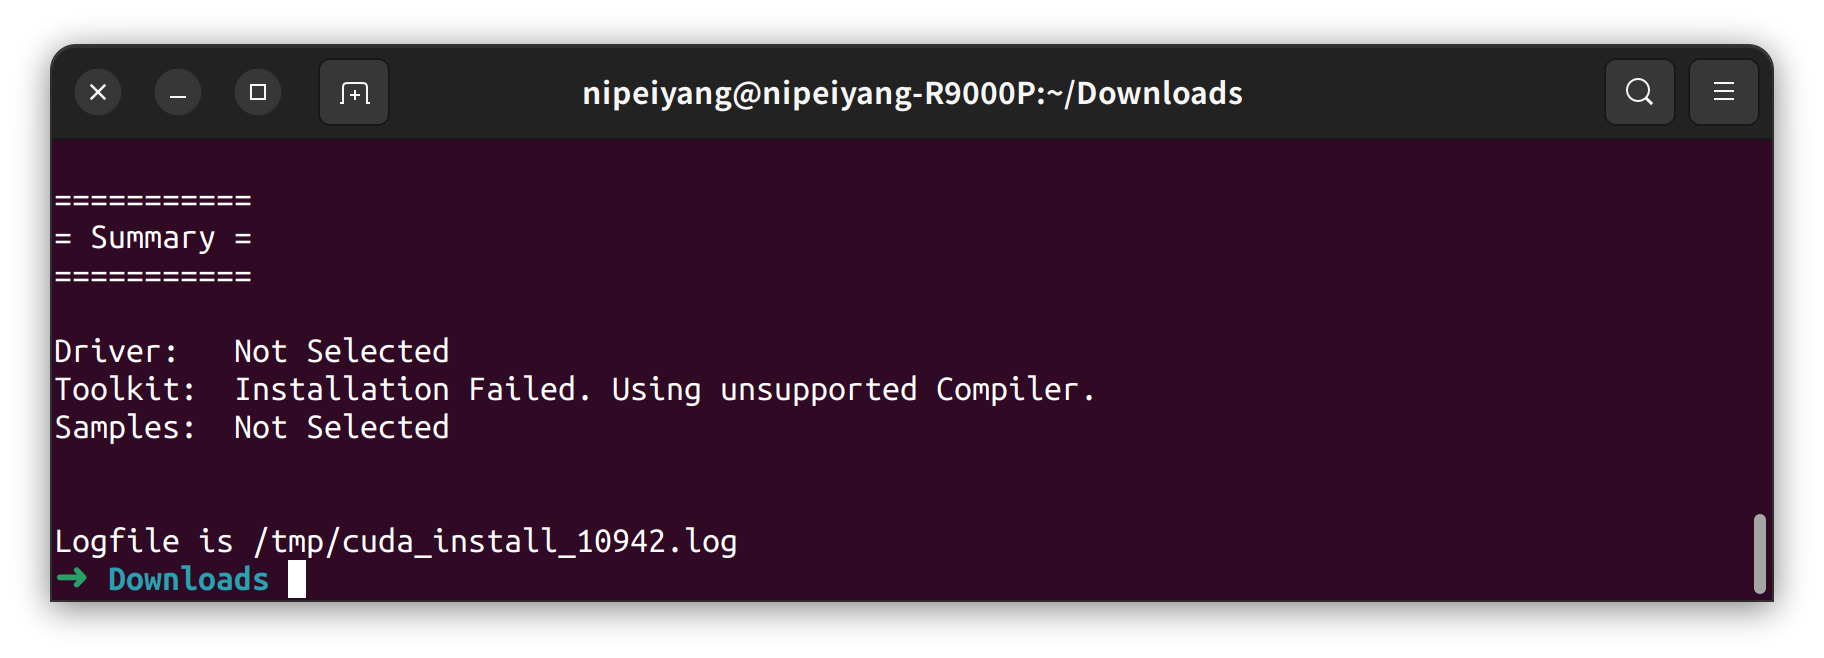 nipeiyang@nipeiyang-R9000P:~/Downloads
===========
= Summary =
===========
Driver:   Not Selected
Toolkit:  Installation Failed. Using unsupported Compiler.
Samples:  Not Selected
Logfile is /tmp/cuda_install_10942.log
➜ Downloads